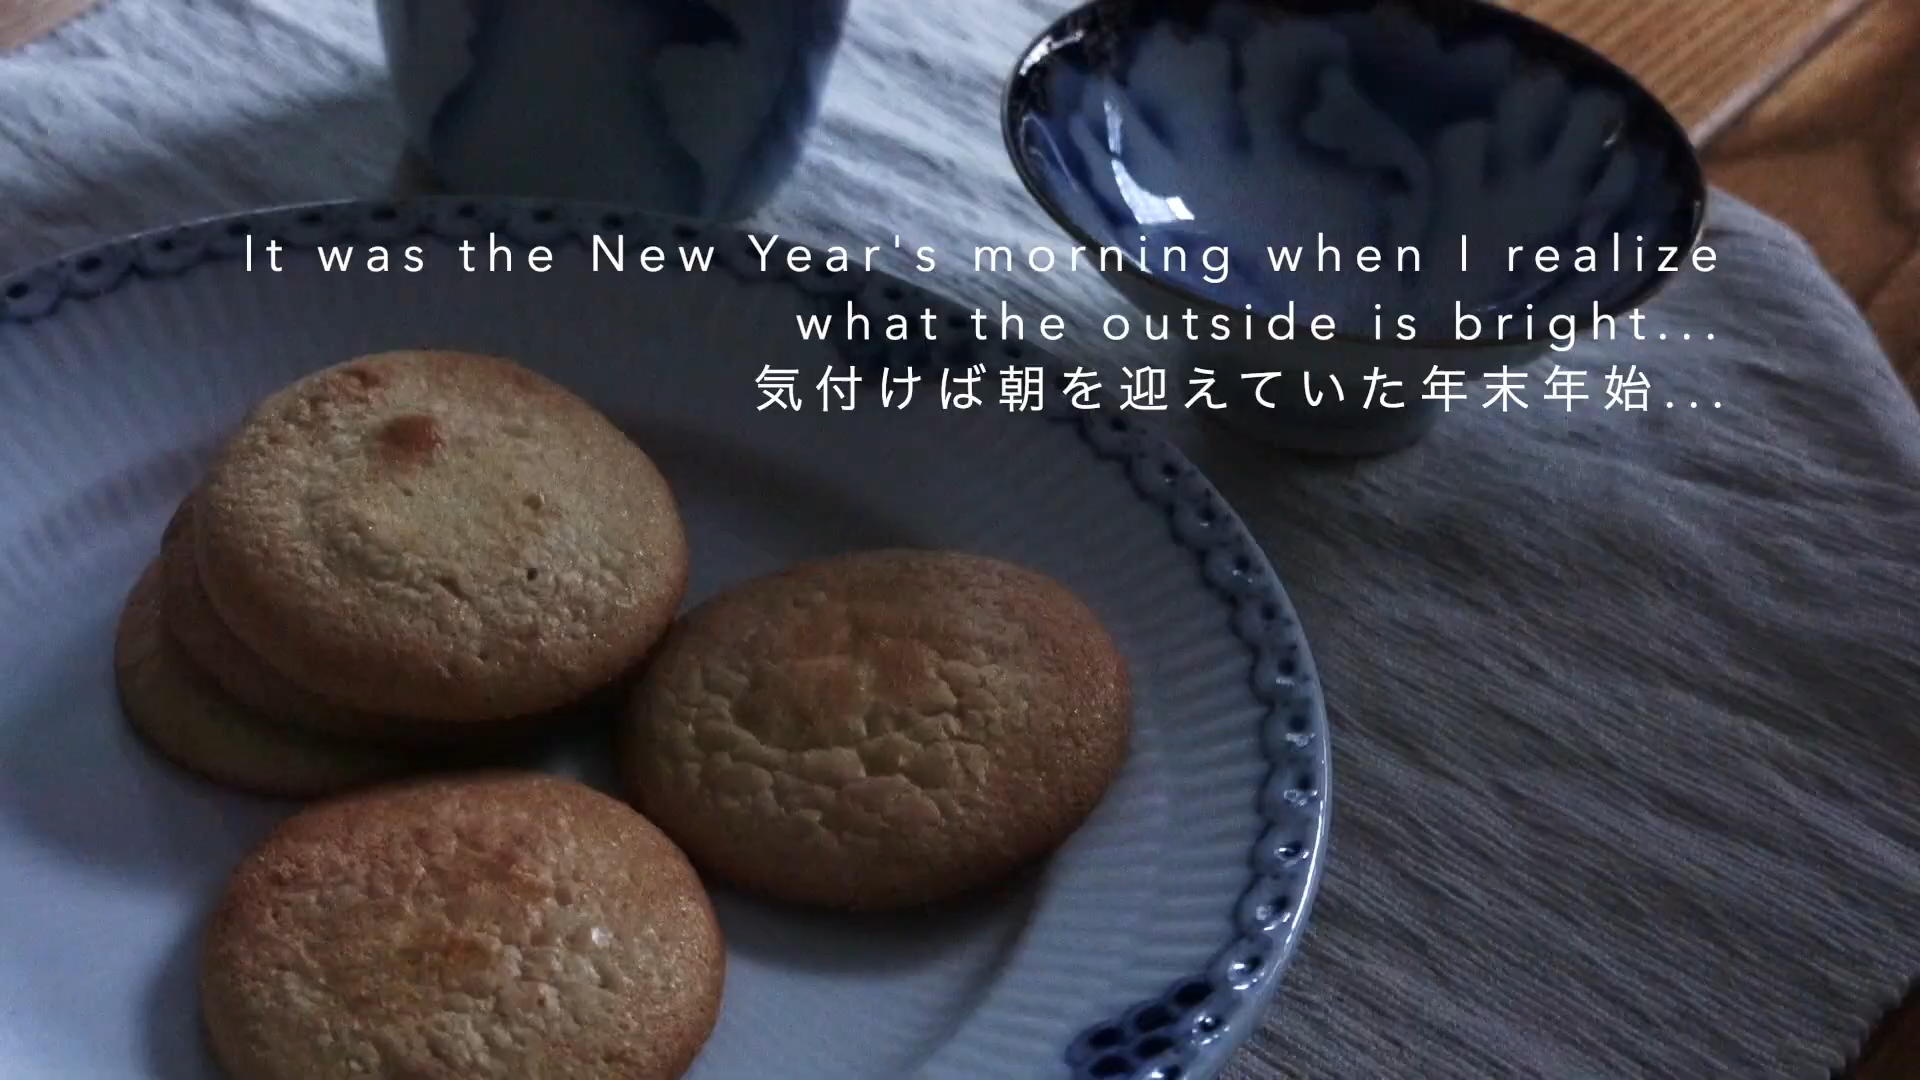 It was the New Year's morning when I realize
what the outside is bright...
気付けば朝を迎えていた年末年始...